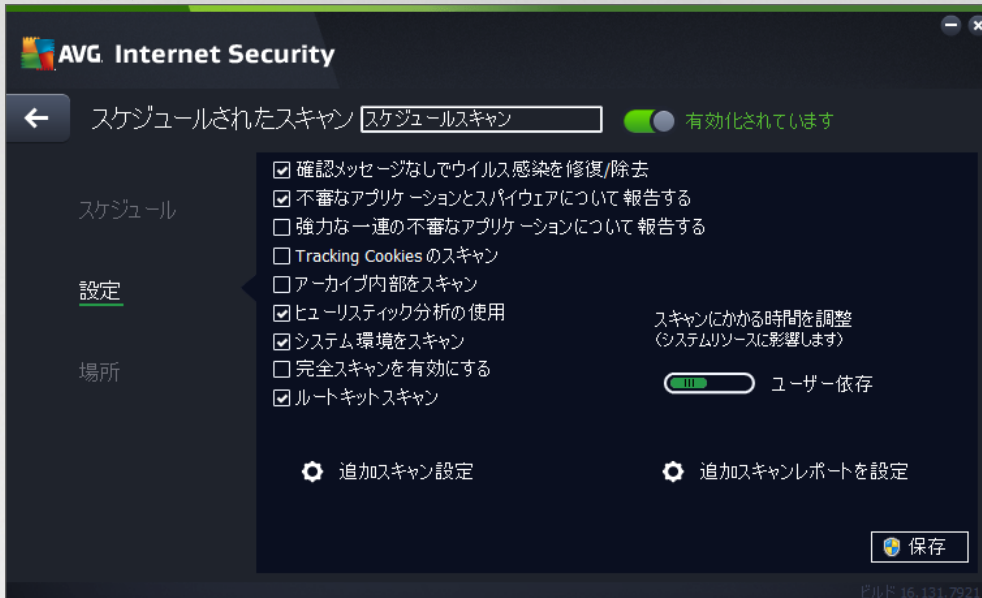 AVG. Internet Security
スケジュールされたスキャン スケジュールスキャン 有効化されています
スケジュール
設定
場所
確認メッセージなしでウイルス感染を修復/除去
不審なアプリケーションとスパイウェアについて報告する
強力な一連の不審なアプリケーションについて報告する
Tracking Cookies のスキャン
アーカイブ内部をスキャン
ヒューリスティック分析の使用
システム環境をスキャン
完全スキャンを有効にする
ルートキットスキャン
スキャンにかかる時間を調整
(システムリソースに影響します)
ユーザー依存
追加スキャン設定
追加スキャンレポートを設定
保存
ビルド 16.131.7921